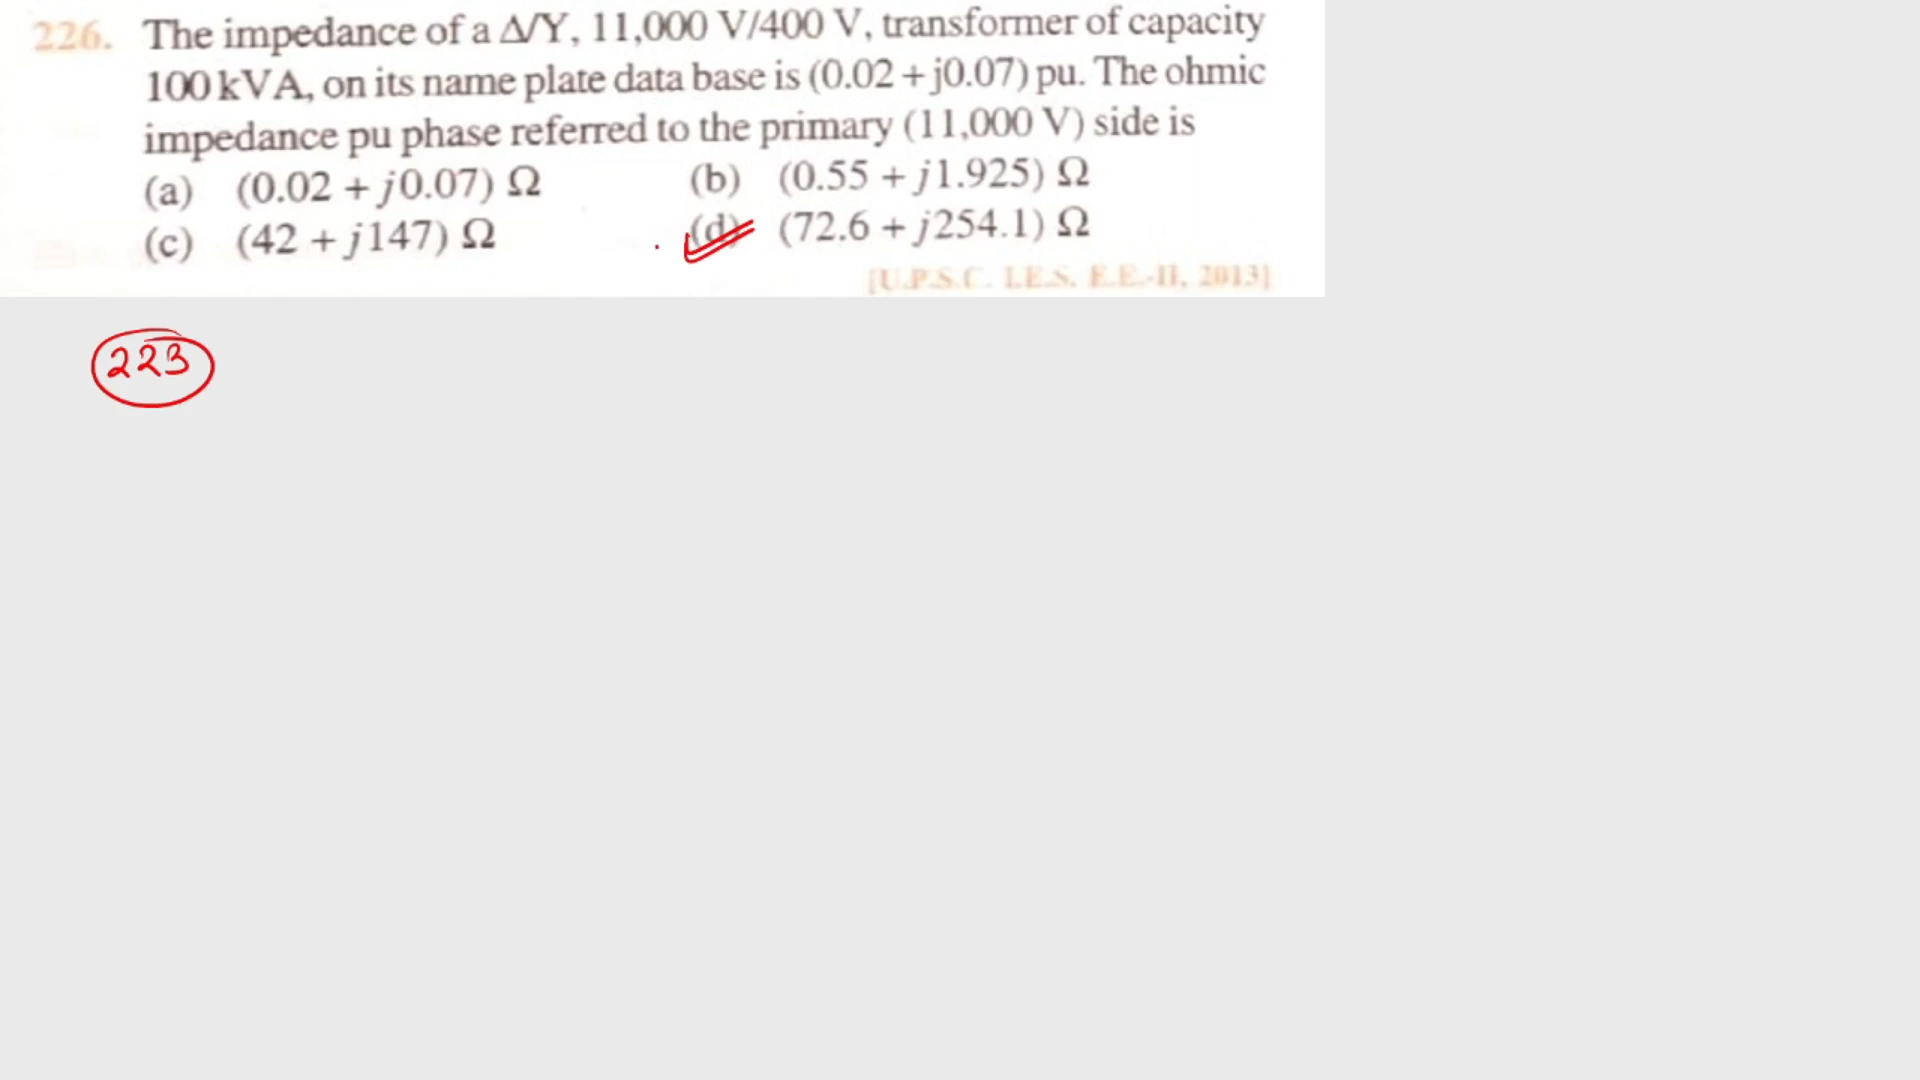 226. The impedance of a Δ/Y, 11,000 V/400 V, transformer of capacity
100 kVA, on its name plate data base is (0.02 + j0.07) pu. The ohmic
impedance pu phase referred to the primary (11,000 V) side is
(a) (0.02 + j0.07) Ω (b) (0.55 + j1.925) Ω
(c) (42 + j147) Ω (d) (72.6 + j254.1) Ω
[U.P.S.C. I.E.S. E.E.-II, 2013]
223